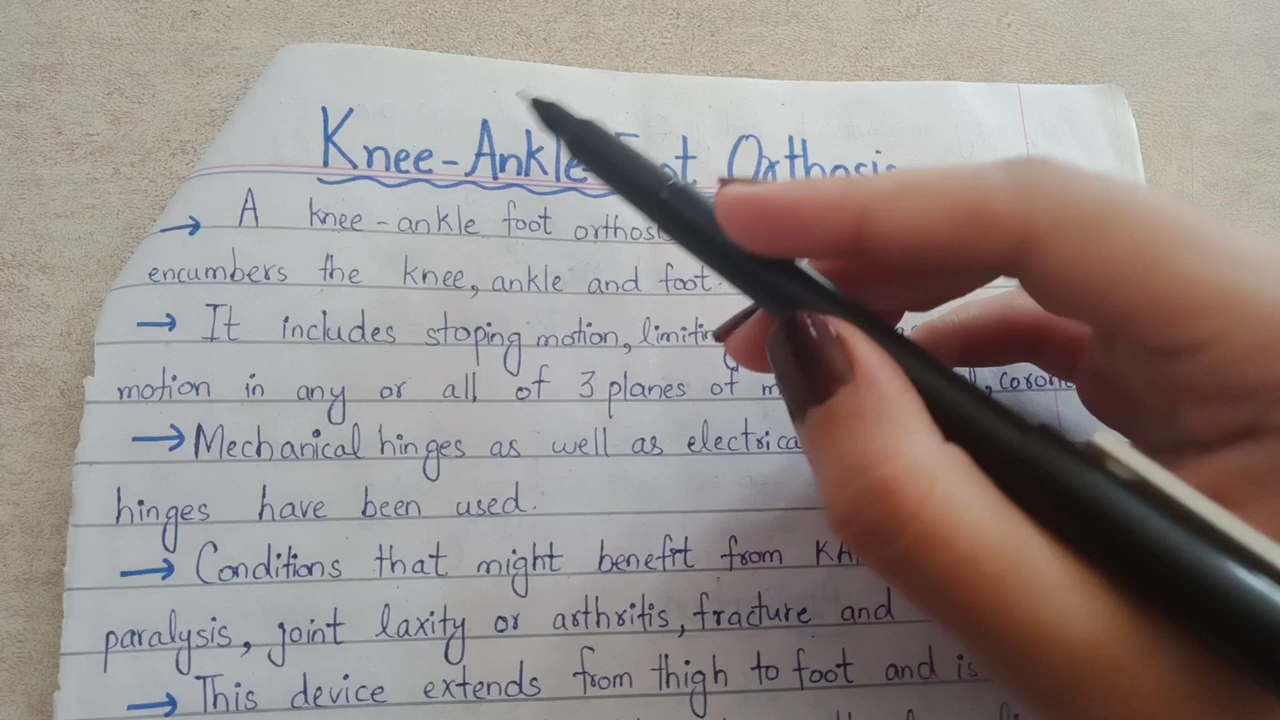 Knee-Ankle Foot Orthosis
→ A knee-ankle foot
encumbers the knee, ankle and foot.
→ It includes stoping motion,
motion in any or all of 3 planes of
→ Mechanical hinges as well as
hinges have been used.
→ Conditions that might benefit from
paralysis, joint laxity or arthritis, fracture and
→ This device extends from thigh to foot and is